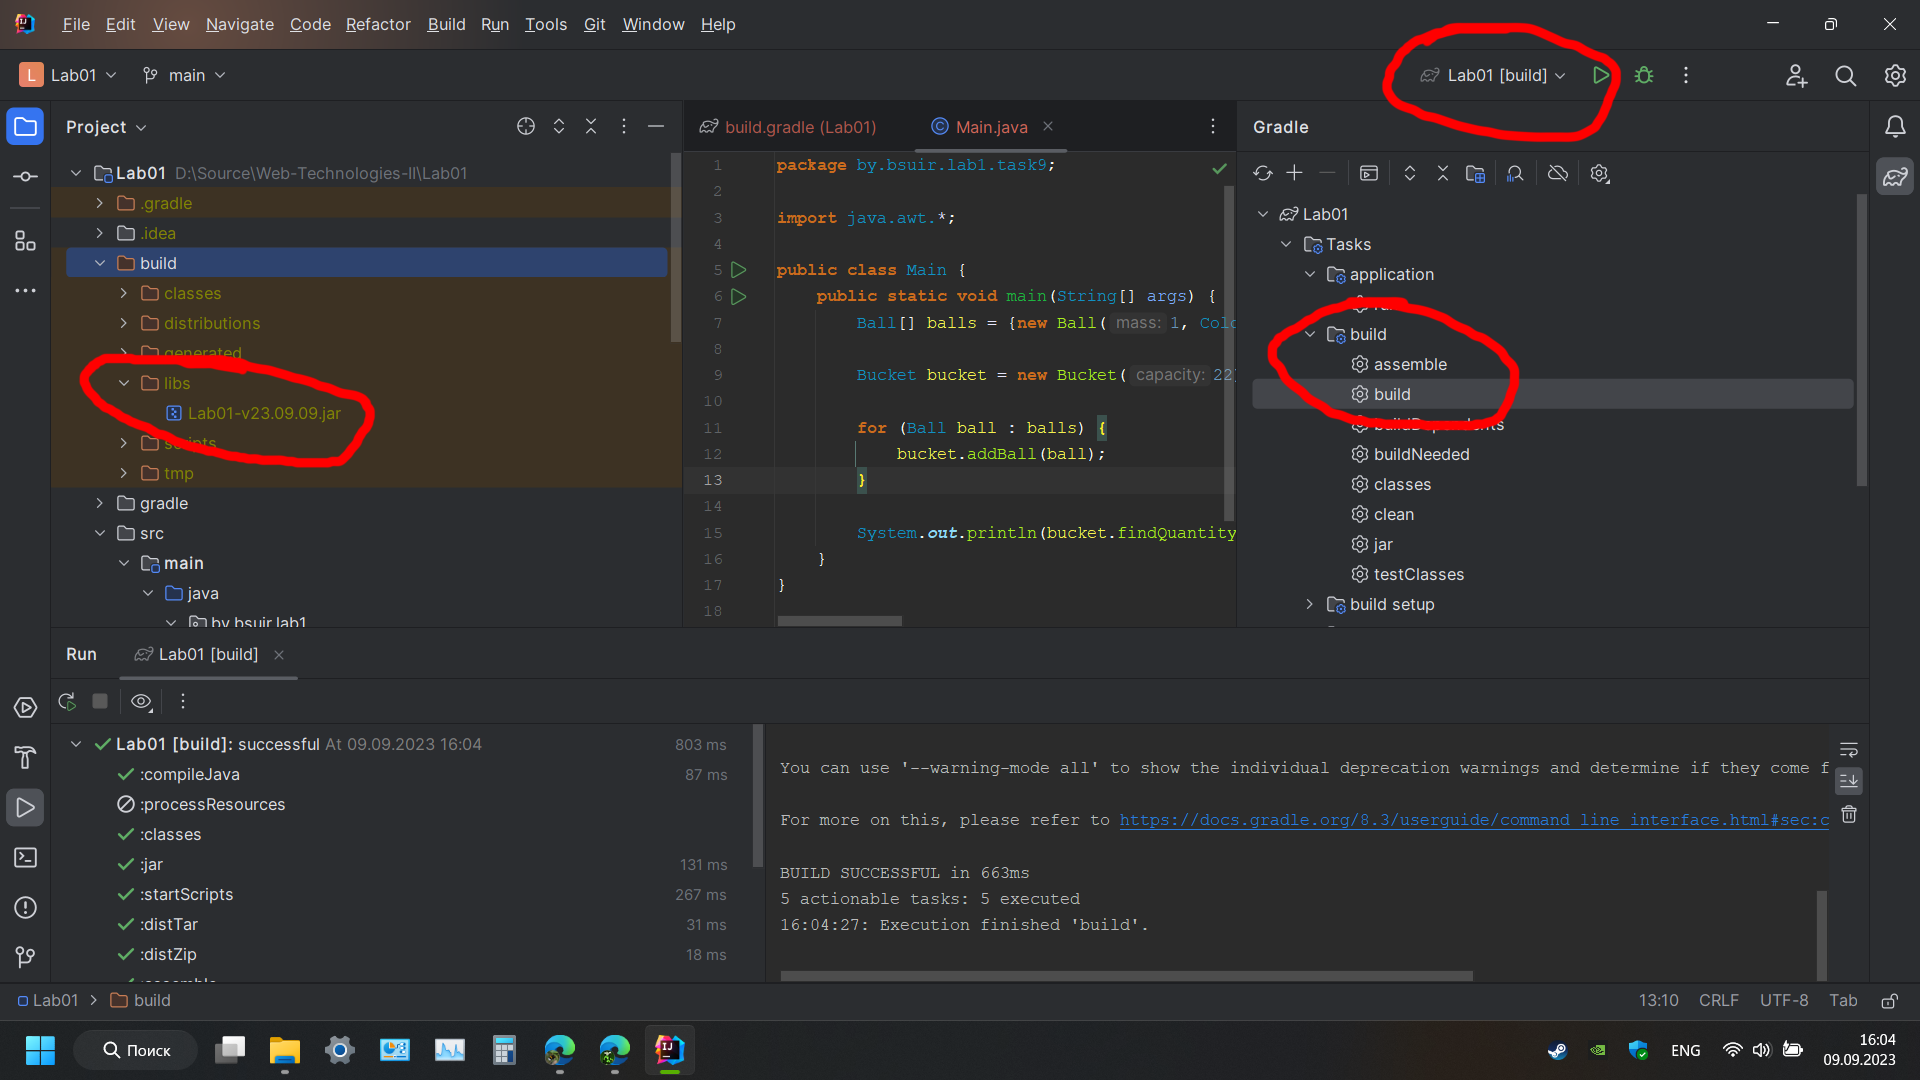 File Edit View Navigate Code Refactor Build Run Tools Git Window Help
L Lab01 main Lab01 [build]
Project
Lab01 D:\Source\Web-Technologies-II\Lab01
.gradle
.idea
build
classes
distributions
generated
libs
Lab01-v23.09.09.jar
scripts
tmp
gradle
src
main
java
by.bsuir.lab1
build.gradle (Lab01) Main.java
1 package by.bsuir.lab1.task9;
2
3 import java.awt.*;
4
5 public class Main {
6 public static void main(String[] args) {
7 Ball[] balls = {new Ball( mass: 1, Colo
8
9 Bucket bucket = new Bucket( capacity: 22)
10
11 for (Ball ball : balls) {
12 bucket.addBall(ball);
13 }
14
15 System.out.println(bucket.findQuantity
16 }
17 }
18
Gradle
Lab01
Tasks
application
build
assemble
build
buildDependents
buildNeeded
classes
clean
jar
testClasses
build setup
Run Lab01 [build]
Lab01 [build]: successful At 09.09.2023 16:04 803 ms
:compileJava 87 ms
:processResources
:classes
:jar 131 ms
:startScripts 267 ms
:distTar 31 ms
:distZip 18 ms
You can use '--warning-mode all' to show the individual deprecation warnings and determine if they come f
For more on this, please refer to https://docs.gradle.org/8.3/userguide/command_line_interface.html#sec:c
BUILD SUCCESSFUL in 663ms
5 actionable tasks: 5 executed
16:04:27: Execution finished 'build'.
Lab01 > build 13:10 CRLF UTF-8 Tab
Поиск ENG 16:04
09.09.2023